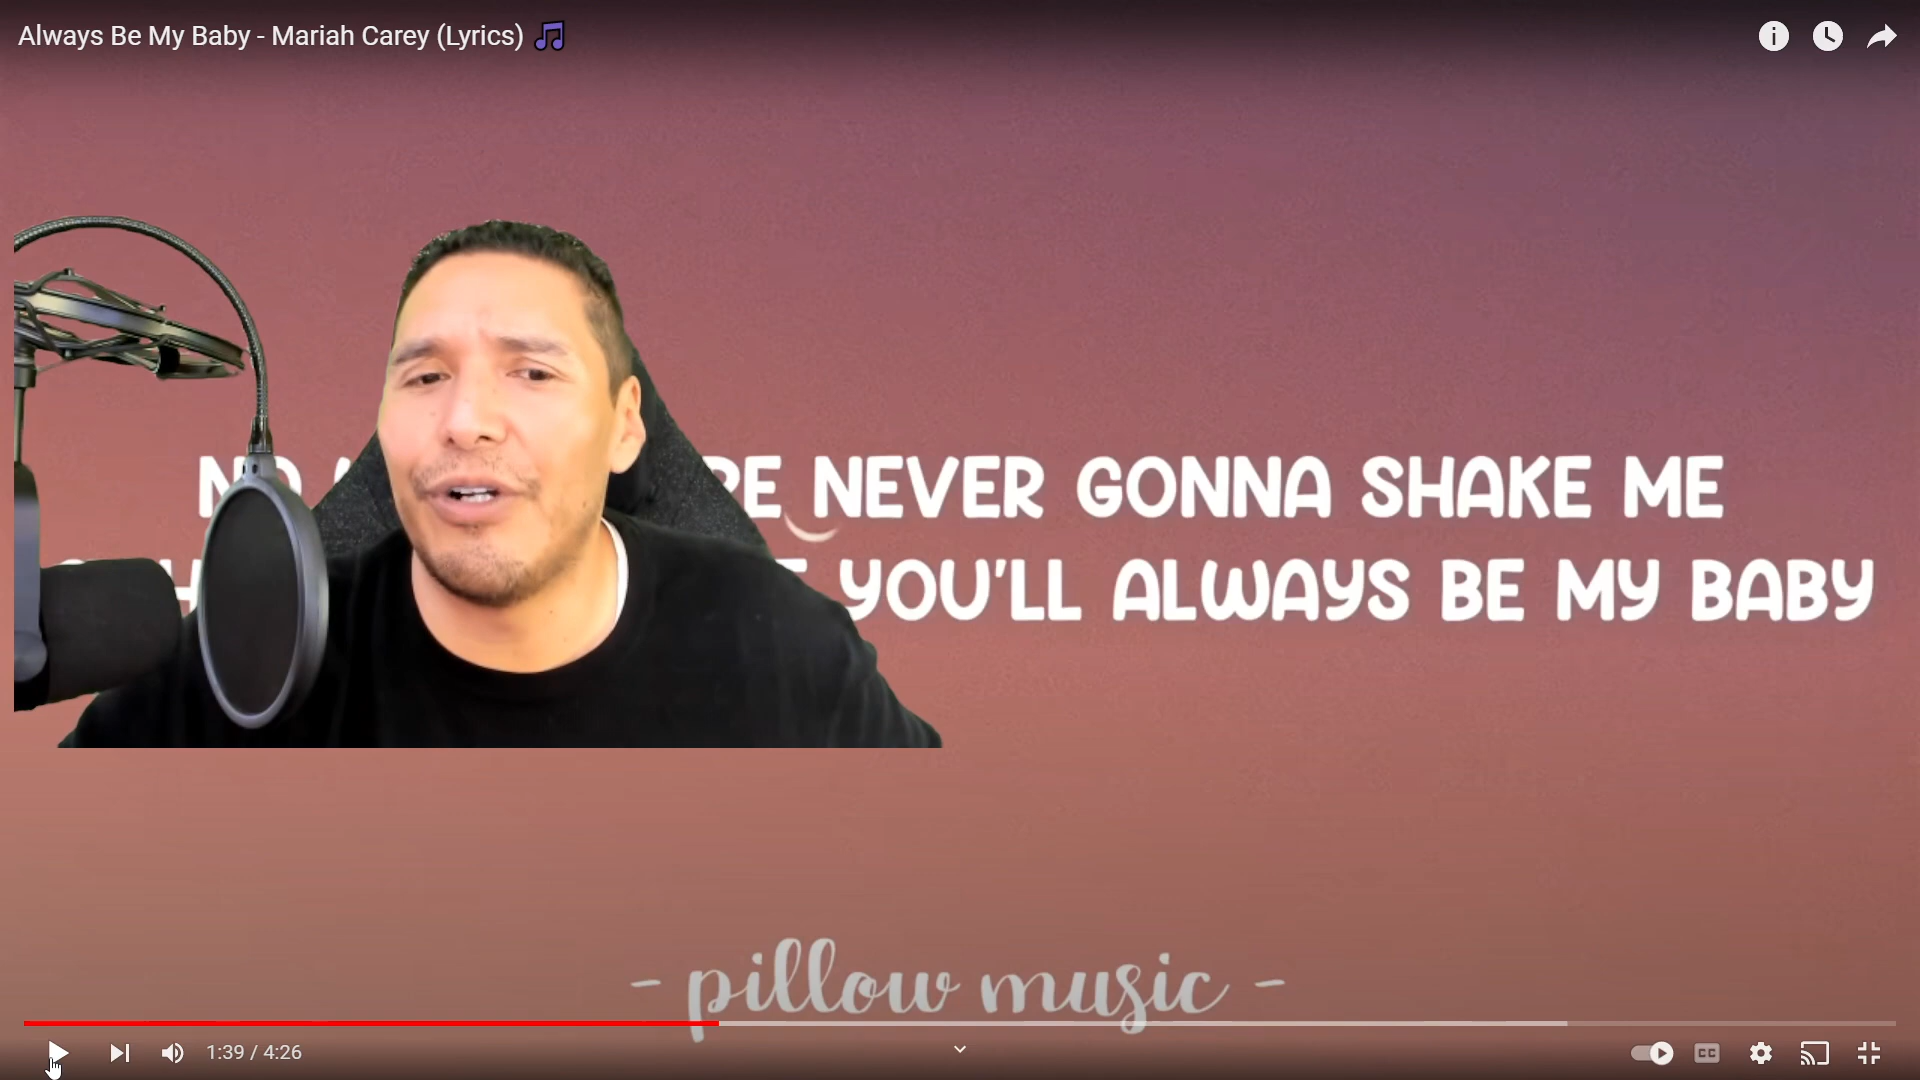 Always Be My Baby - Mariah Carey (Lyrics) 🎵
NEVER GONNA SHAKE ME
YOU'LL ALWAYS BE MY BABY
- pillow music -
1:39 / 4:26
CC